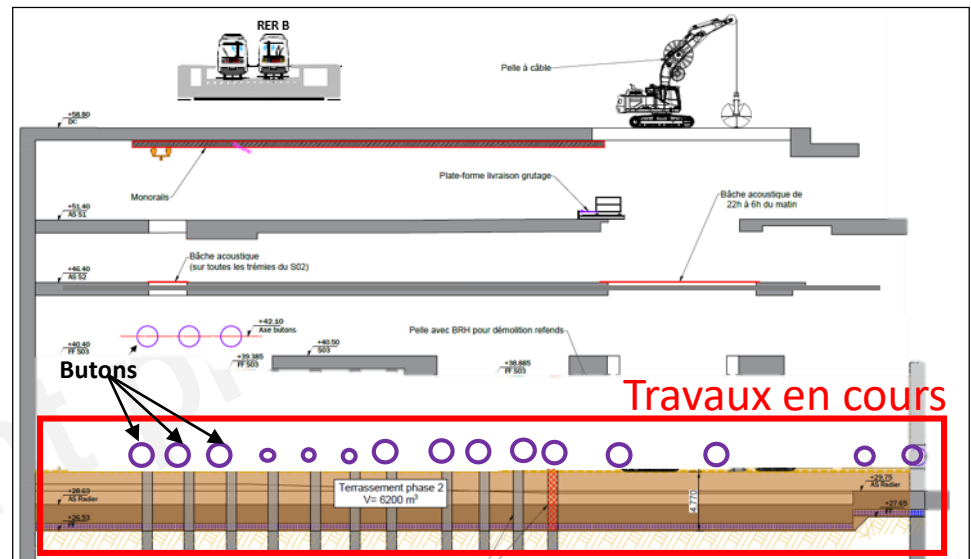 RER B
Pelle à câble
+58.80
DC
Monorails
Plate-forme livraison grutage
Bâche acoustique de
22h à 6h du matin
+51.40
AS S1
Bâche acoustique
(sur toutes les trémies du S02)
+46.40
AS S2
+42.10
Axe butons
Pelle avec BRH pour démolition refends
+40.40
FF S03
+40.50
S03
+39.385
FF S03
+38.885
FF S03
Butons
Travaux en cours
Terrassement phase 2
V= 6200 m³
4.770
+29.75
AS Radier
AS Radier
+27.65
FF
+26.53
FF